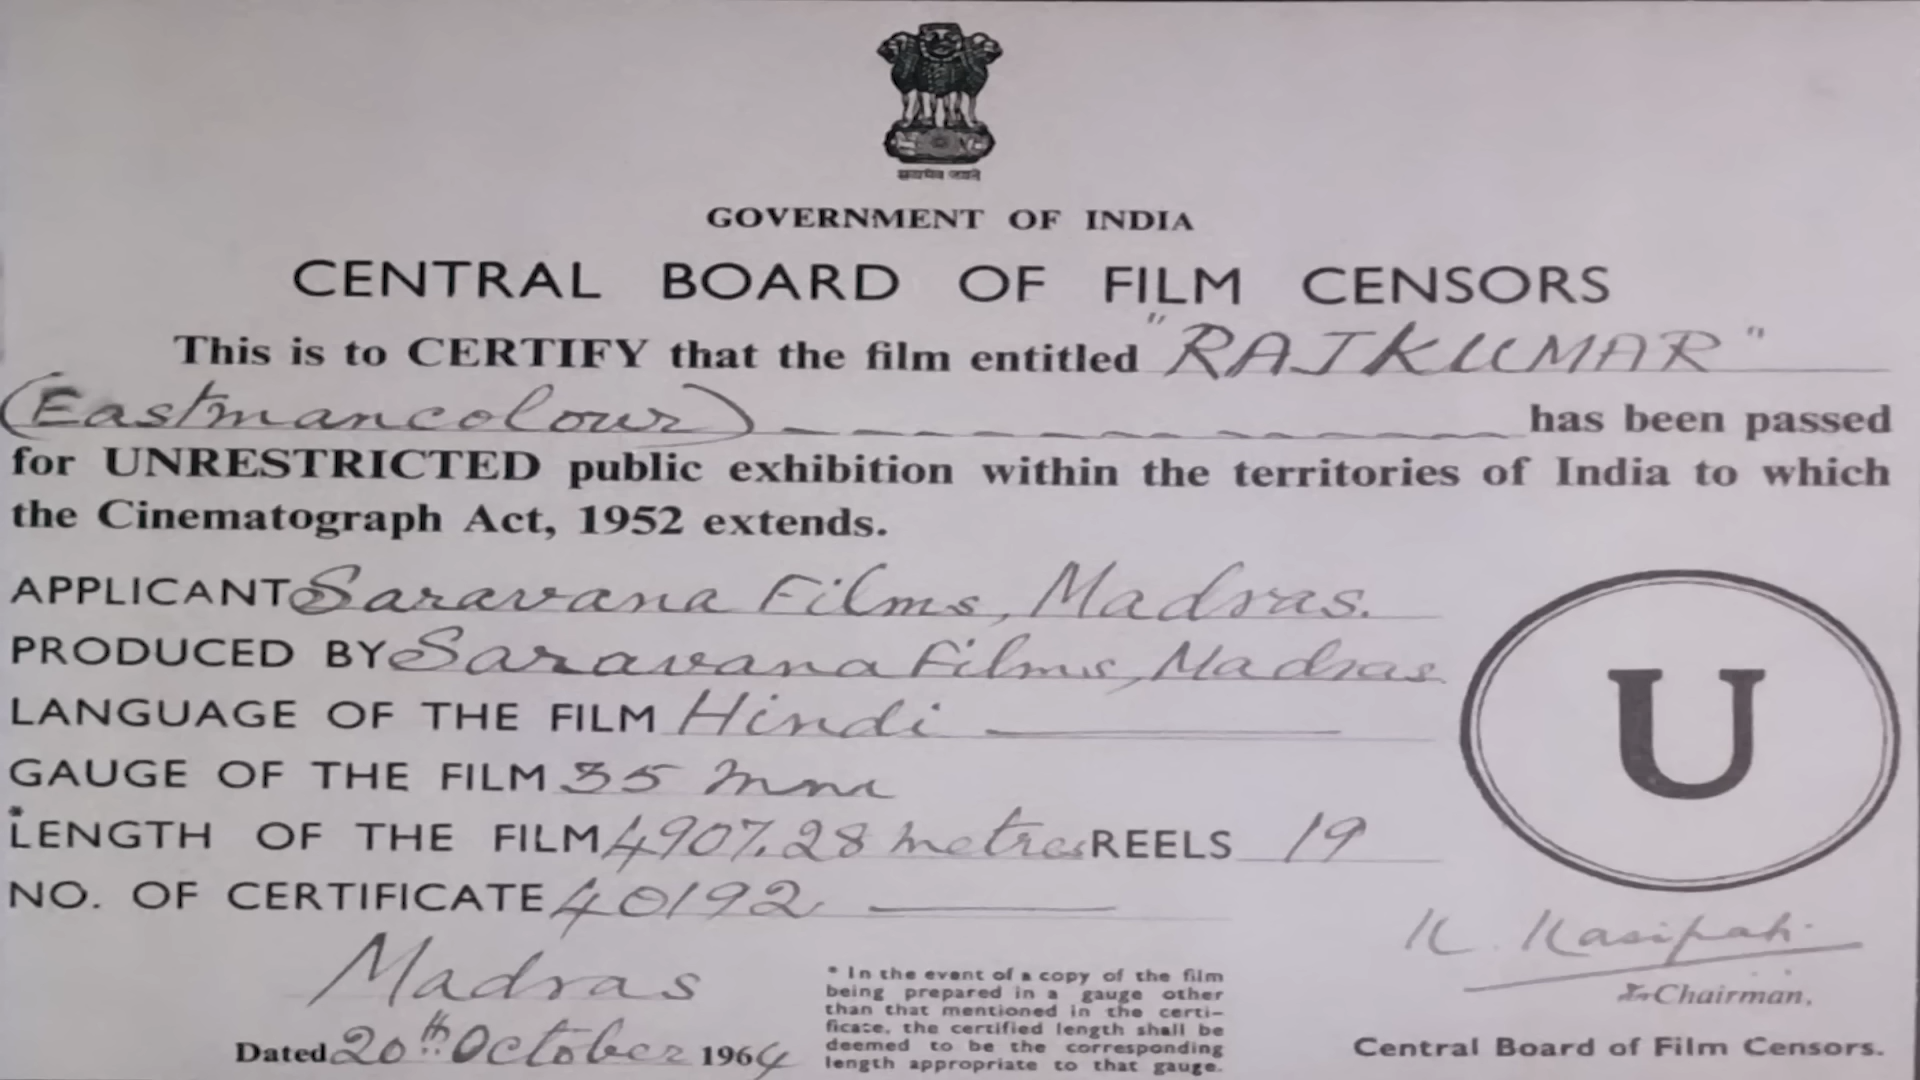 सत्यमेव जयते
GOVERNMENT OF INDIA
CENTRAL BOARD OF FILM CENSORS
This is to CERTIFY that the film entitled "RAJKUMAR"
(Eastmancolour) has been passed
for UNRESTRICTED public exhibition within the territories of India to which
the Cinematograph Act, 1952 extends.
APPLICANT Saravana Films, Madras.
PRODUCED BY Saravana Films, Madras.
LANGUAGE OF THE FILM Hindi
GAUGE OF THE FILM 35 mm
*LENGTH OF THE FILM 4907.28 metres REELS 19
NO. OF CERTIFICATE 40192
U
Madras
Dated 20th October 1964
* In the event of a copy of the film
being prepared in a gauge other
than that mentioned in the certi-
ficate, the certified length shall be
deemed to be the corresponding
length appropriate to that gauge.
K.
Chairman,
Central Board of Film Censors.